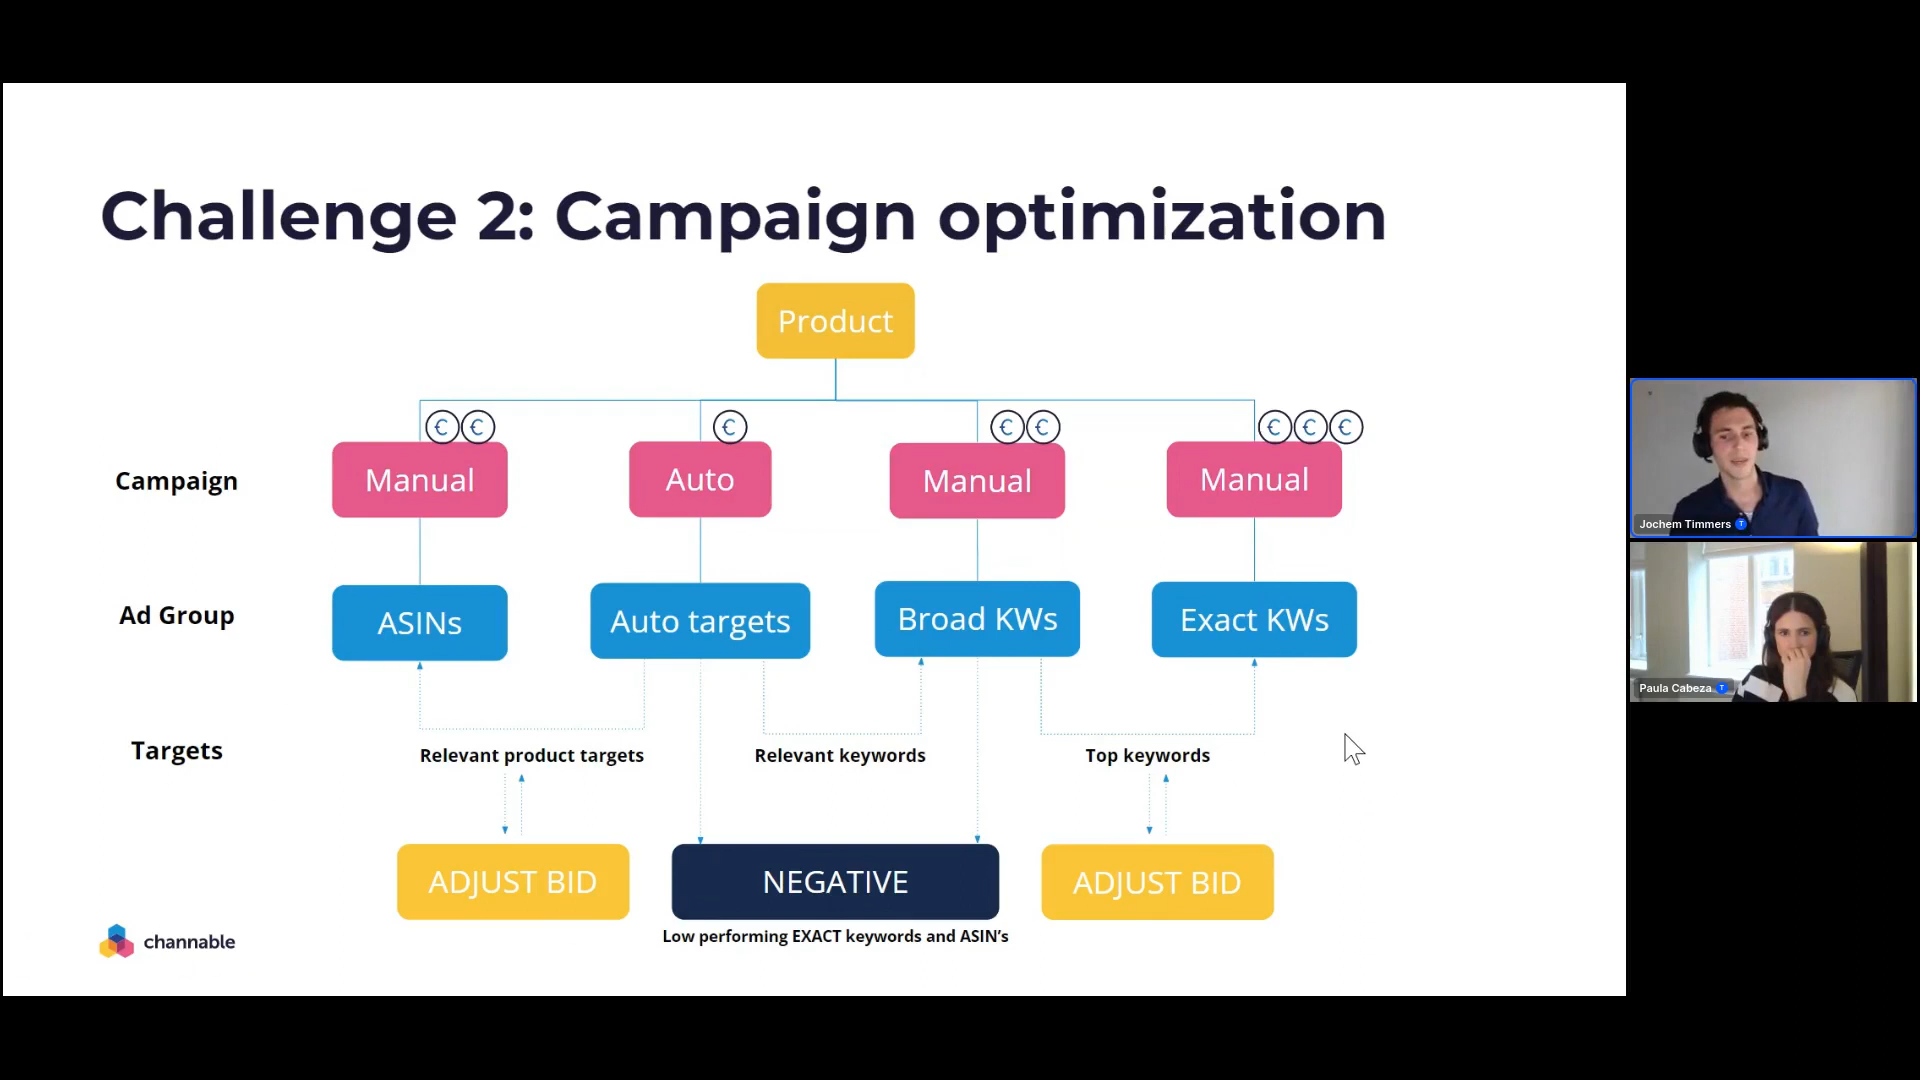 Challenge 2: Campaign optimization
Product
€ € € € € € € €
Campaign
Manual
Auto
Manual
Manual
Ad Group
ASINs
Auto targets
Broad KWs
Exact KWs
Targets
Relevant product targets
Relevant keywords
Top keywords
ADJUST BID
NEGATIVE
ADJUST BID
Low performing EXACT keywords and ASIN's
channable
Jochem Timmers T
Paula Cabeza T